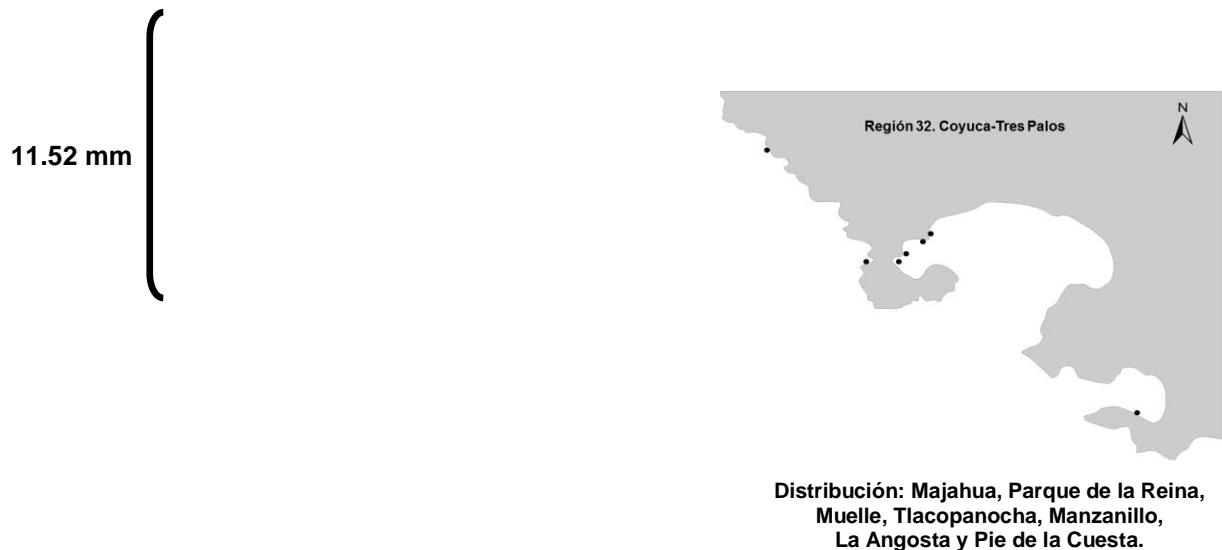 11.52 mm
Región 32. Coyuca-Tres Palos
N
Distribución: Majahua, Parque de la Reina,
Muelle, Tlacopanocha, Manzanillo,
La Angosta y Pie de la Cuesta.